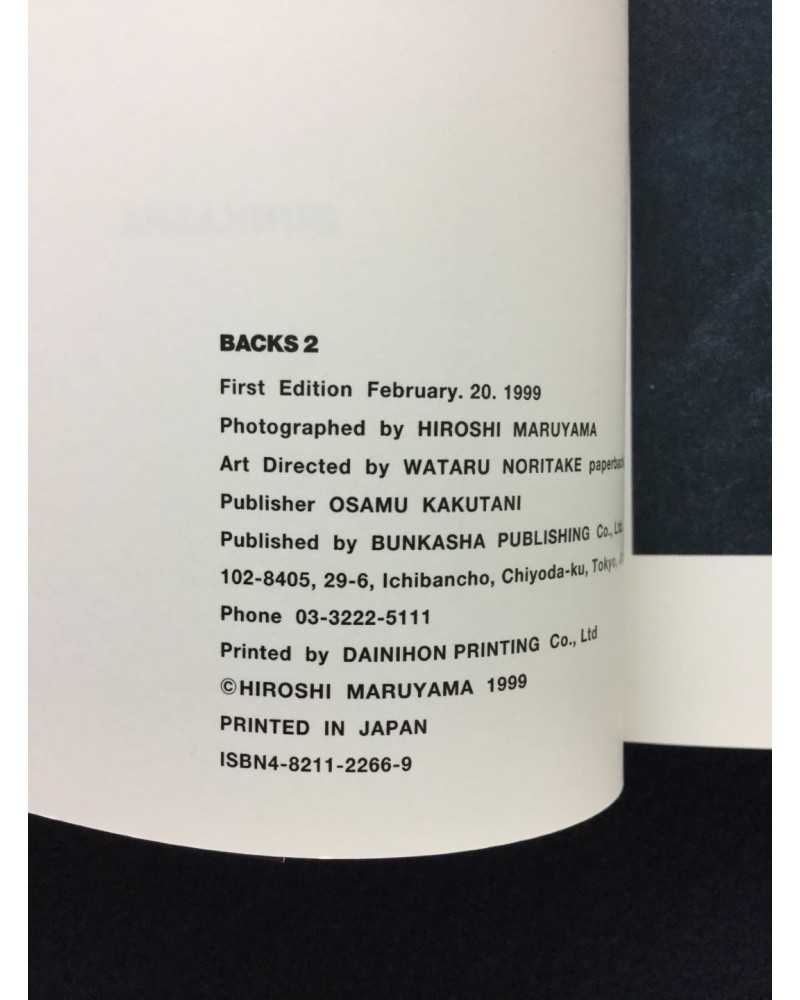 BACKS 2
First Edition February. 20. 1999
Photographed by HIROSHI MARUYAMA
Art Directed by WATARU NORITAKE
Publisher OSAMU KAKUTANI
Published by BUNKASHA PUBLISHING Co., Ltd.
102-8405, 29-6, Ichibancho, Chiyoda-ku, Tokyo,
Phone 03-3222-5111
Printed by DAINIHON PRINTING Co., Ltd
©HIROSHI MARUYAMA 1999
PRINTED IN JAPAN
ISBN4-8211-2266-9